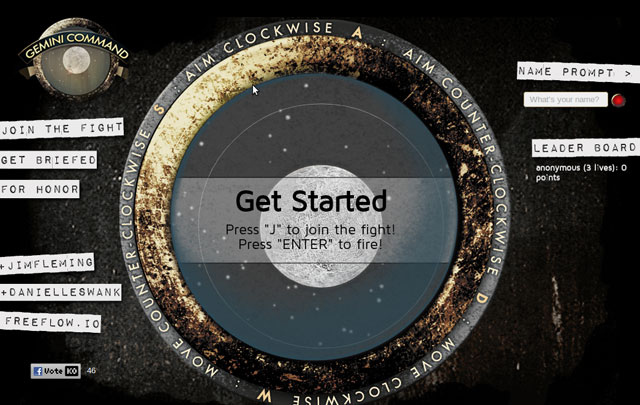 GEMINI COMMAND
AIM CLOCKWISE A : AIM COUNTER-CLOCKWISE D : MOVE CLOCKWISE W : MOVE COUNTER-CLOCKWISE S :
NAME PROMPT >
What's your name?
JOIN THE FIGHT
GET BRIEFED
FOR HONOR
LEADER BOARD
anonymous (3 lives): 0
points
Get Started
Press "J" to join the fight!
Press "ENTER" to fire!
+JIMFLEMING
+DANIELLESWANK
FREEFLOW.IO
f Vote KO 46